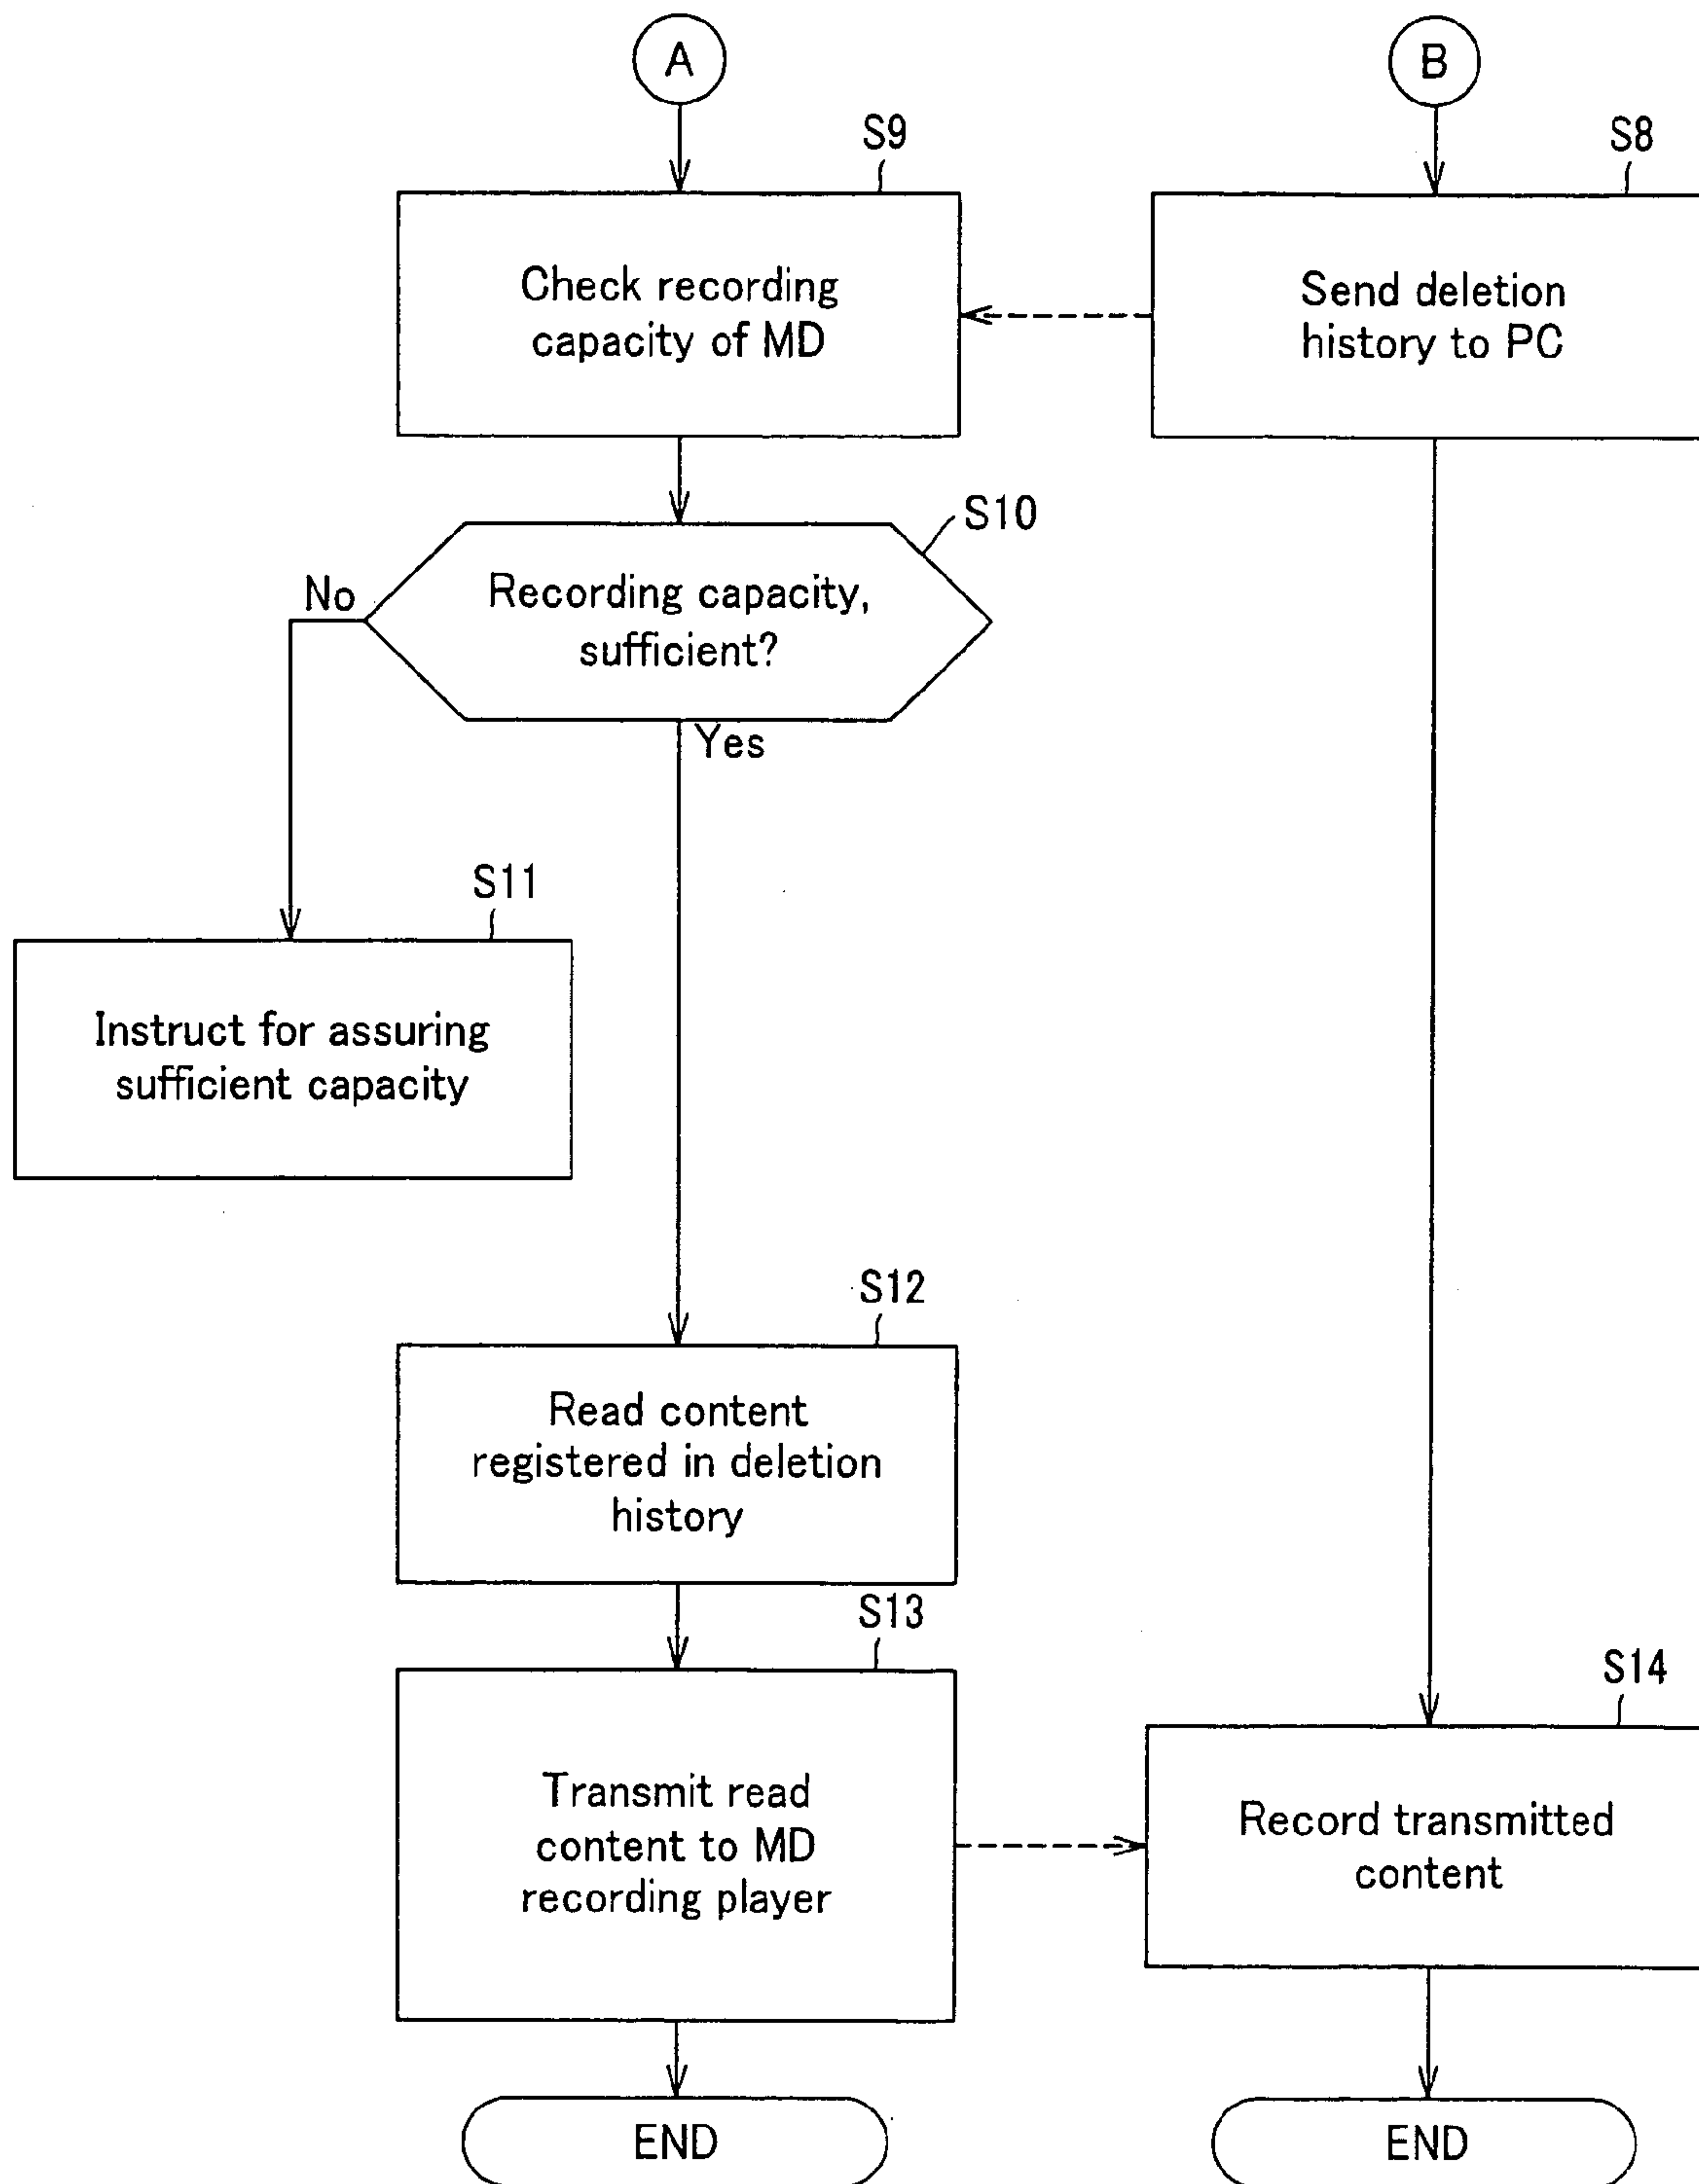 A
B
S9
S8
Check recording
capacity of MD
Send deletion
history to PC
S10
Recording capacity,
sufficient?
No
Yes
S11
Instruct for assuring
sufficient capacity
S12
Read content
registered in deletion
history
S13
Transmit read
content to MD
recording player
S14
Record transmitted
content
END
END